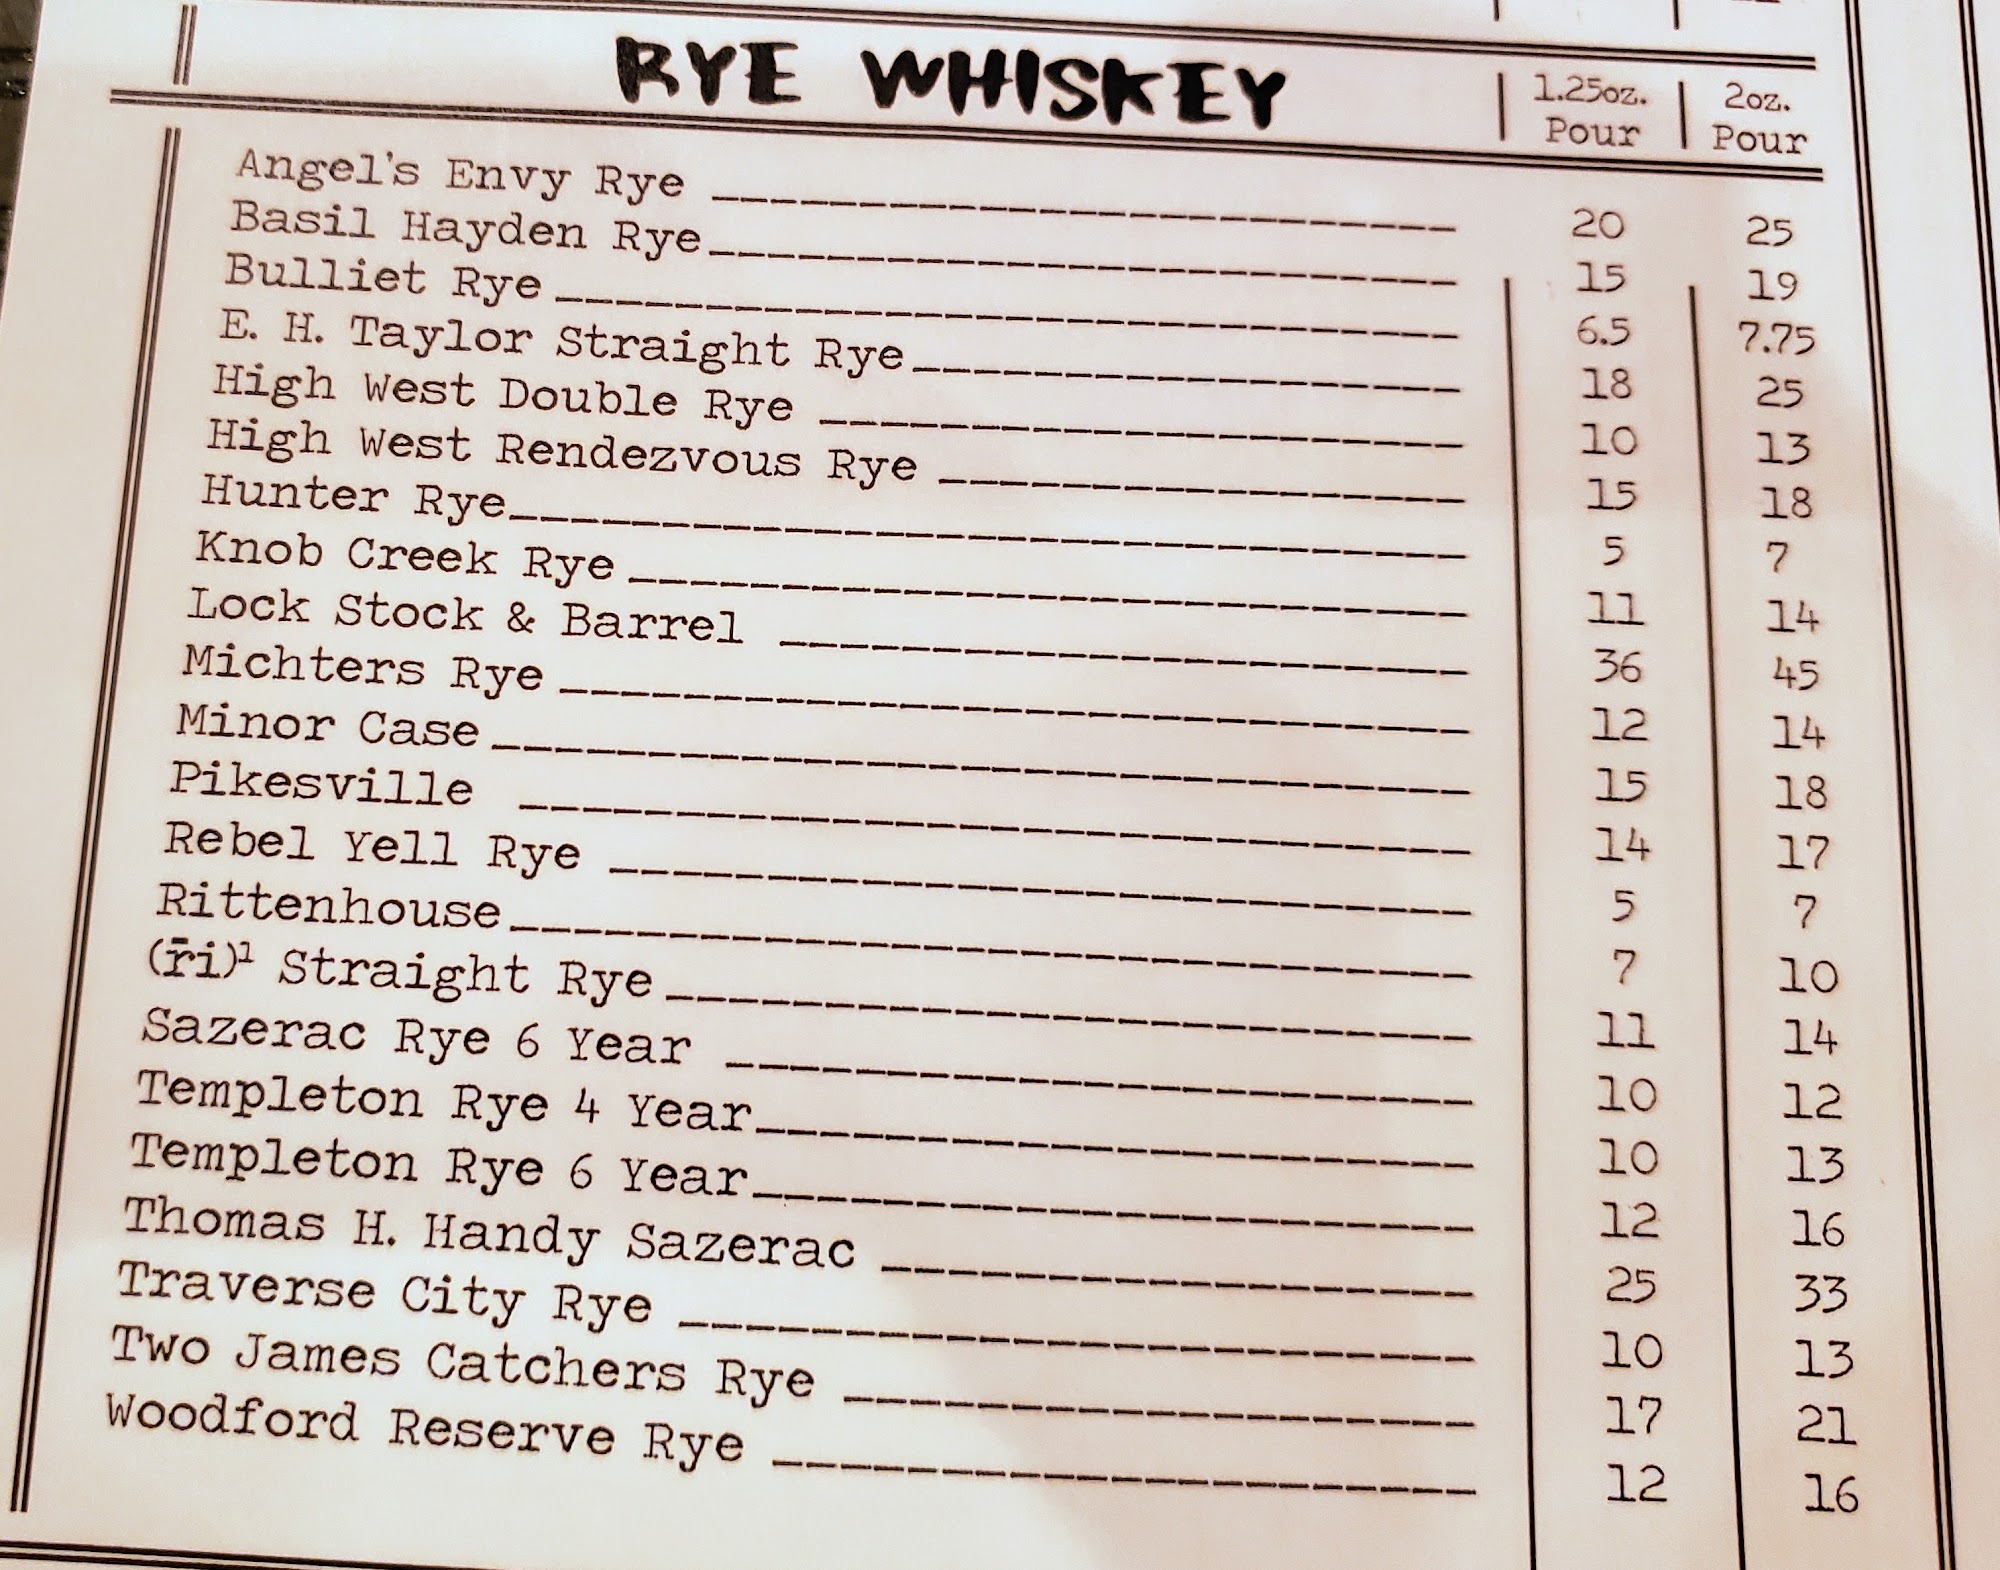 RYE WHISKEY 1.25oz. Pour 2oz. Pour
Angel's Envy Rye 20 25
Basil Hayden Rye 15 19
Bulliet Rye 6.5 7.75
E. H. Taylor Straight Rye 18 25
High West Double Rye 10 13
High West Rendezvous Rye 15 18
Hunter Rye 5 7
Knob Creek Rye 11 14
Lock Stock & Barrel 36 45
Michters Rye 12 14
Minor Case 15 18
Pikesville 14 17
Rebel Yell Rye 5 7
Rittenhouse 7 10
(r̄i)¹ Straight Rye 11 14
Sazerac Rye 6 Year 10 12
Templeton Rye 4 Year 10 13
Templeton Rye 6 Year 12 16
Thomas H. Handy Sazerac 25 33
Traverse City Rye 10 13
Two James Catchers Rye 17 21
Woodford Reserve Rye 12 16